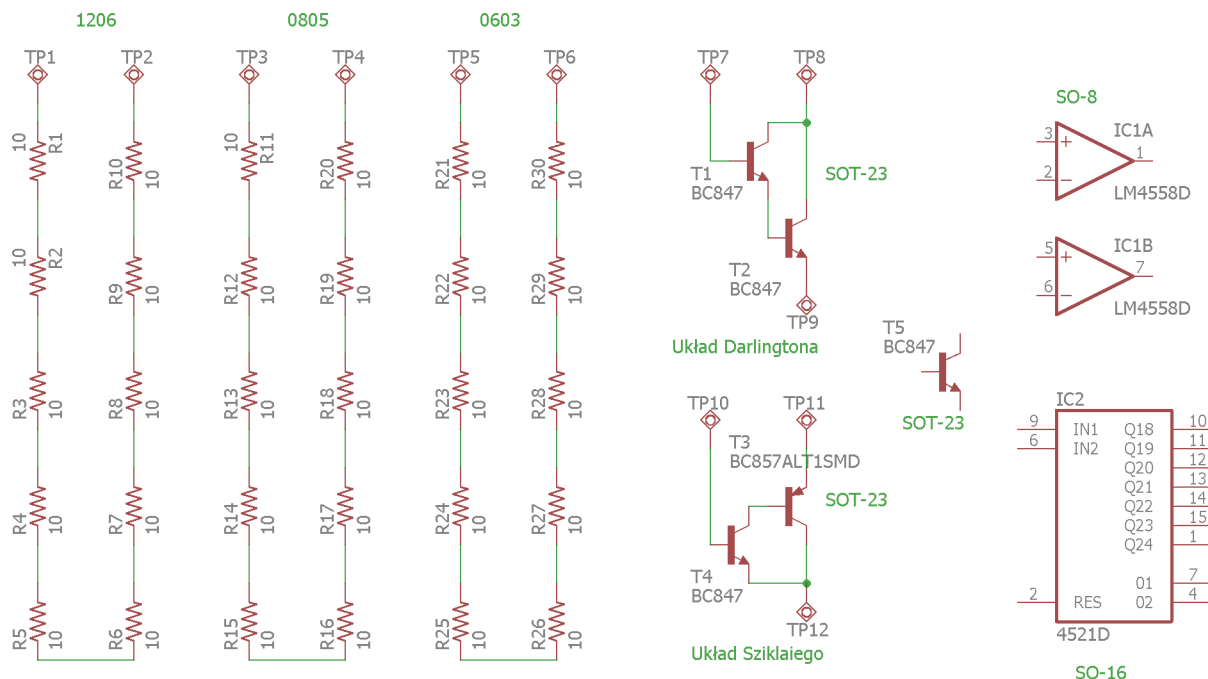 1206
0805
0603
TP1
TP2
TP3
TP4
TP5
TP6
TP7
TP8
10
R1
R10
10
10
R11
R20
10
R21
10
R30
10
10
R2
R9
10
R12
10
R19
10
R22
10
R29
10
R3
10
R8
10
R13
10
R18
10
R23
10
R28
10
R4
10
R7
10
R14
10
R17
10
R24
10
R27
10
R5
10
R6
10
R15
10
R16
10
R25
10
R26
10
T1
BC847
SOT-23
T2
BC847
TP9
Układ Darlingtona
T5
BC847
SOT-23
TP10
TP11
T3
BC857ALT1SMD
SOT-23
T4
BC847
TP12
Układ Sziklaiego
SO-8
IC1A
3
+
1
2
−
LM4558D
IC1B
5
+
7
6
−
LM4558D
IC2
9 IN1 Q18 10
6 IN2 Q19 11
Q20 12
Q21 13
Q22 14
Q23 15
Q24 1
O1 7
2 RES O2 4
4521D
SO-16